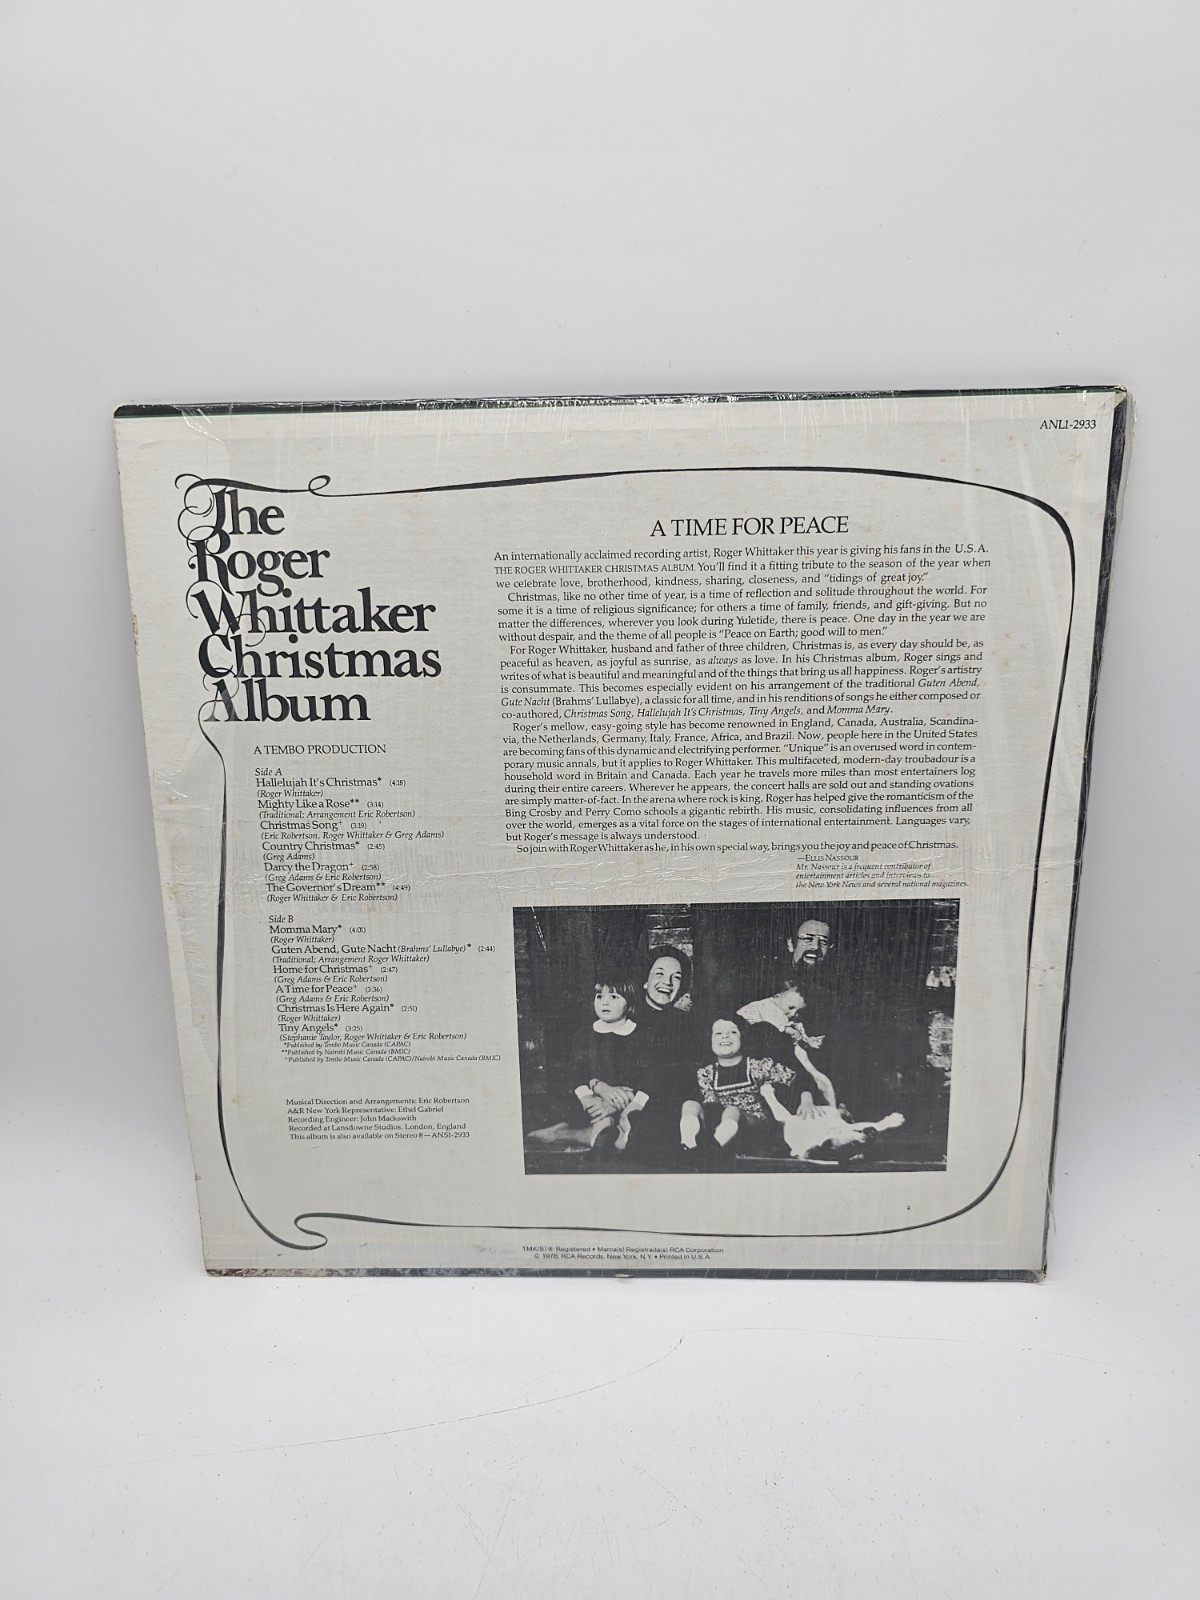 ANL1-2933
The
Roger
Whittaker
Christmas
Album
A TEMBO PRODUCTION
Side A
Hallelujah It's Christmas* (4:18)
(Roger Whittaker)
Mighty Like a Rose** (3:14)
(Traditional; Arrangement Eric Robertson)
Christmas Song+ (3:19)
(Eric Robertson, Roger Whittaker & Greg Adams)
Country Christmas* (2:45)
(Greg Adams)
Darcy the Dragon+ (2:58)
(Greg Adams & Eric Robertson)
The Governor's Dream** (4:49)
(Roger Whittaker & Eric Robertson)
Side B
Momma Mary* (4:01)
(Roger Whittaker)
Guten Abend, Gute Nacht (Brahms' Lullabye)* (2:44)
(Traditional; Arrangement Roger Whittaker)
Home for Christmas+ (2:47)
(Greg Adams & Eric Robertson)
A Time for Peace+ (3:36)
(Greg Adams & Eric Robertson)
Christmas Is Here Again* (2:51)
(Roger Whittaker)
Tiny Angels* (3:25)
(Stephanie Taylor, Roger Whittaker & Eric Robertson)
*Published by Tembo Music Canada (CAPAC)
**Published by Nairobi Music Canada (BMIC)
+Published by Tembo Music Canada (CAPAC)/Nairobi Music Canada (BMIC)
Musical Direction and Arrangements: Eric Robertson
A&R New York Representative: Ethel Gabriel
Recording Engineer: John Mackswith
Recorded at Lansdowne Studios, London, England
This album is also available on Stereo 8—ANS1-2933
A TIME FOR PEACE
An internationally acclaimed recording artist, Roger Whittaker this year is giving his fans in the U.S.A.
THE ROGER WHITTAKER CHRISTMAS ALBUM. You'll find it a fitting tribute to the season of the year when
we celebrate love, brotherhood, kindness, sharing, closeness, and "tidings of great joy."
Christmas, like no other time of year, is a time of reflection and solitude throughout the world. For
some it is a time of religious significance; for others a time of family, friends, and gift-giving. But no
matter the differences, wherever you look during Yuletide, there is peace. One day in the year we are
without despair, and the theme of all people is "Peace on Earth; good will to men."
For Roger Whittaker, husband and father of three children, Christmas is, as every day should be, as
peaceful as heaven, as joyful as sunrise, as always as love. In his Christmas album, Roger sings and
writes of what is beautiful and meaningful and of the things that bring us all happiness. Roger's artistry
is consummate. This becomes especially evident on his arrangement of the traditional Guten Abend,
Gute Nacht (Brahms' Lullabye), a classic for all time, and in his renditions of songs he either composed or
co-authored, Christmas Song, Hallelujah It's Christmas, Tiny Angels, and Momma Mary.
Roger's mellow, easy-going style has become renowned in England, Canada, Australia, Scandina-
via, the Netherlands, Germany, Italy, France, Africa, and Brazil. Now, people here in the United States
are becoming fans of this dynamic and electrifying performer. "Unique" is an overused word in contem-
porary music annals, but it applies to Roger Whittaker. This multifaceted, modern-day troubadour is a
household word in Britain and Canada. Each year he travels more miles than most entertainers log
during their entire careers. Wherever he appears, the concert halls are sold out and standing ovations
are simply matter-of-fact. In the arena where rock is king, Roger has helped give the romanticism of the
Bing Crosby and Perry Como schools a gigantic rebirth. His music, consolidating influences from all
over the world, emerges as a vital force on the stages of international entertainment. Languages vary,
but Roger's message is always understood.
So join with Roger Whittaker as he, in his own special way, brings you the joy and peace of Christmas.
—ELLIS NASSOUR
Mr. Nassour is a frequent contributor of
entertainment articles and interviews to
the New York News and several national magazines.
TMK(S) ® Registered • Marca(s) Registrada(s) RCA Corporation
© 1978, RCA Records, New York, N.Y. • Printed in U.S.A.